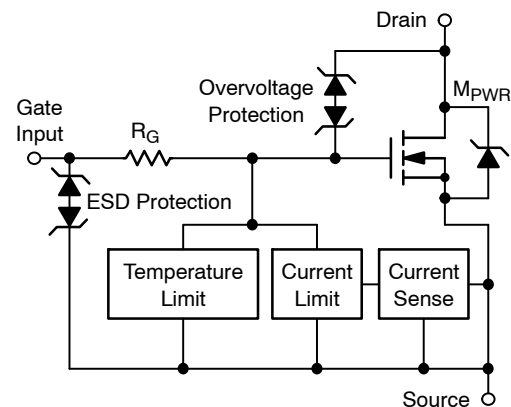 Drain
Overvoltage
Protection
MPWR
Gate
Input
RG
ESD Protection
Temperature
Limit
Current
Limit
Current
Sense
Source